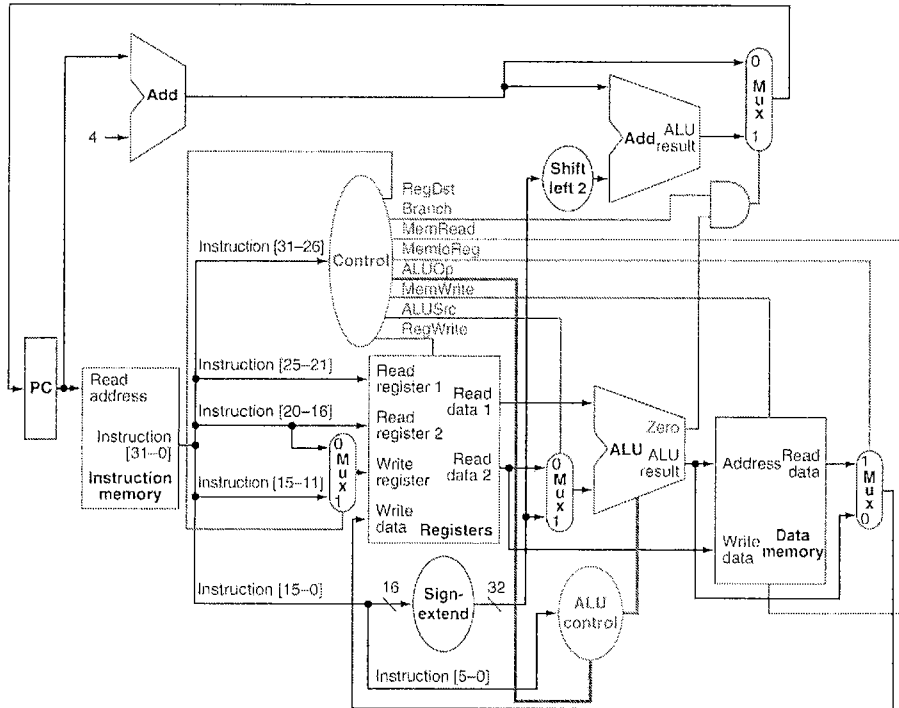 Add
4
0
Mux
1
Add
ALU
result
Shift
left 2
RegDst
Branch
MemRead
MemtoReg
ALUOp
MemWrite
ALUSrc
RegWrite
Control
Instruction [31–26]
PC
Read
address
Instruction
[31–0]
Instruction
memory
Instruction [25–21]
Instruction [20–16]
Instruction [15–11]
0
Mux
1
Read
register 1
Read
register 2
Write
register
Write
data
Read
data 1
Read
data 2
Registers
0
Mux
1
Zero
ALU
ALU
result
Address
Read
data
Write
data
Data
memory
1
Mux
0
Instruction [15–0]
16
Sign-
extend
32
ALU
control
Instruction [5–0]